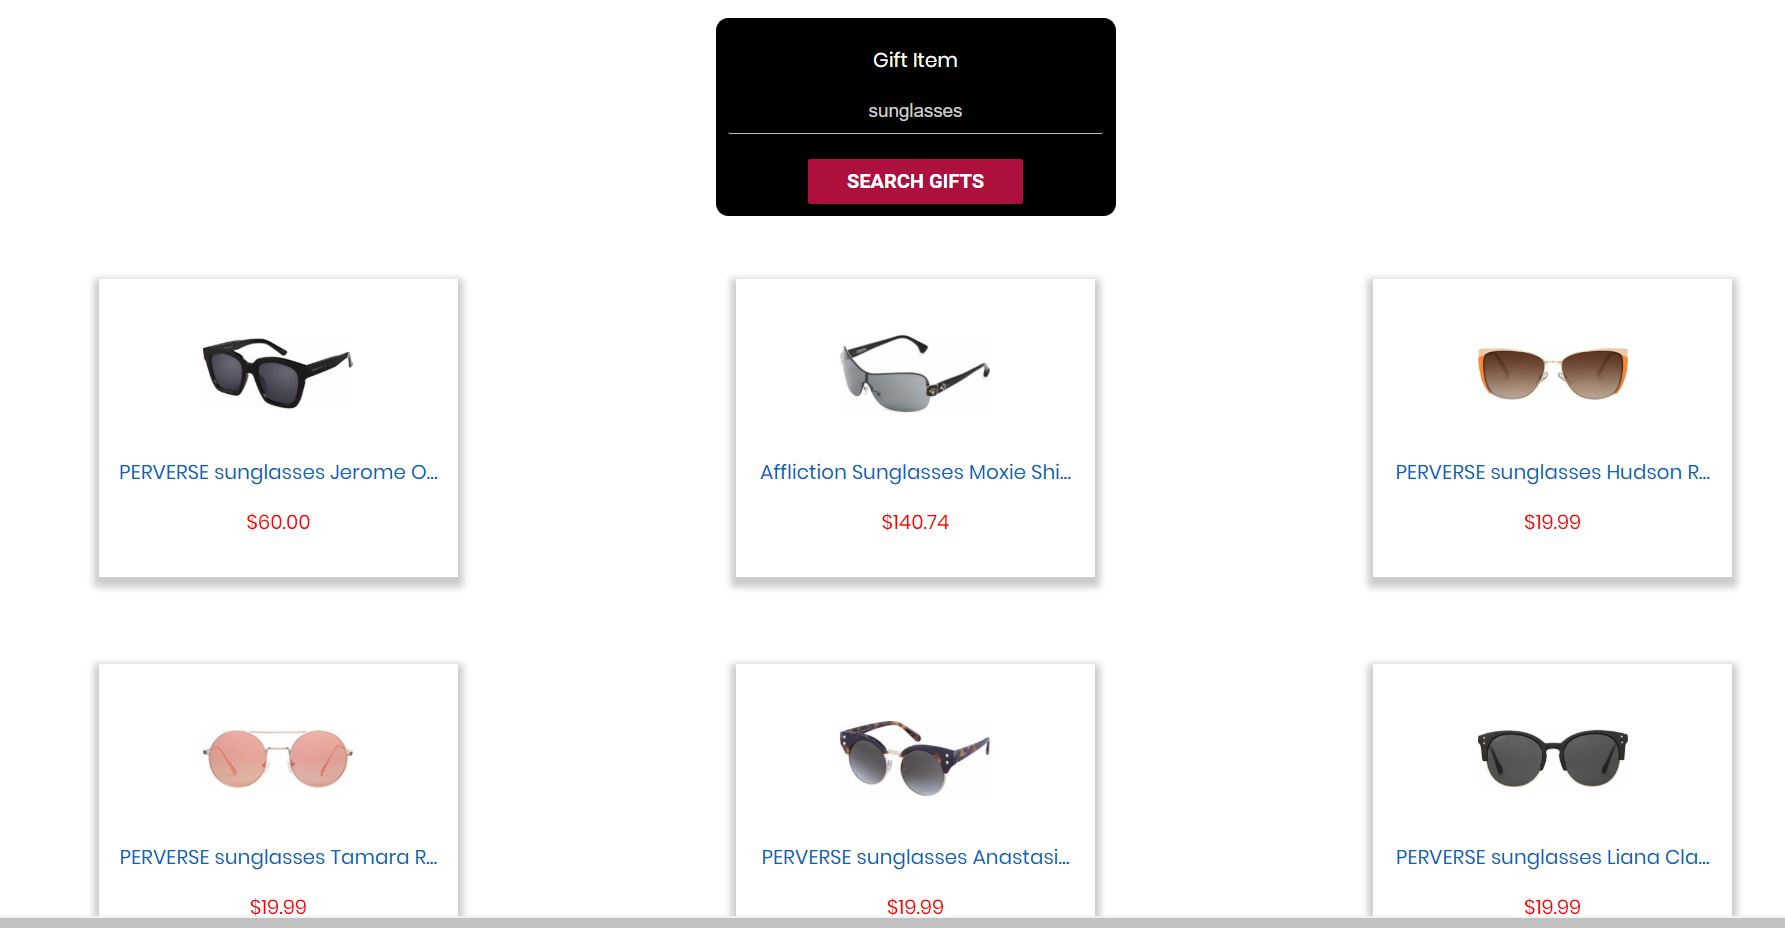 Gift Item
sunglasses
SEARCH GIFTS
PERVERSE sunglasses Jerome O...
$60.00
Affliction Sunglasses Moxie Shi...
$140.74
PERVERSE sunglasses Hudson R...
$19.99
PERVERSE sunglasses Tamara R...
$19.99
PERVERSE sunglasses Anastasi...
$19.99
PERVERSE sunglasses Liana Cla...
$19.99